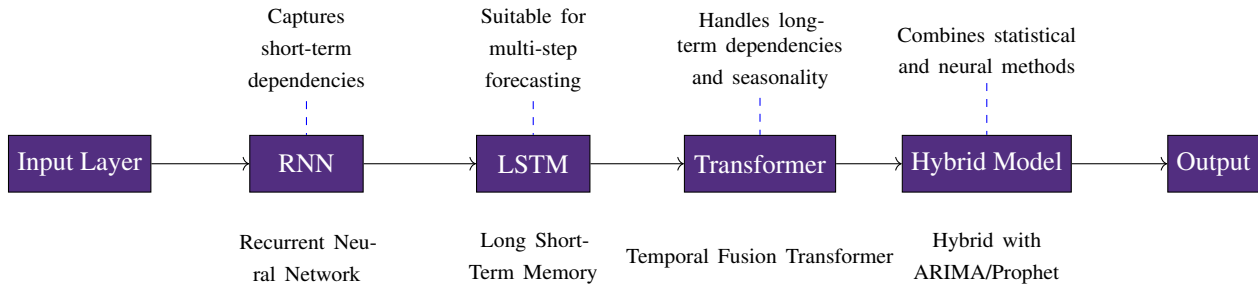 Captures
short-term
dependencies
Suitable for
multi-step
forecasting
Handles long-
term dependencies
and seasonality
Combines statistical
and neural methods
Input Layer
RNN
LSTM
Transformer
Hybrid Model
Output
Recurrent Neu-
ral Network
Long Short-
Term Memory
Temporal Fusion Transformer
Hybrid with
ARIMA/Prophet